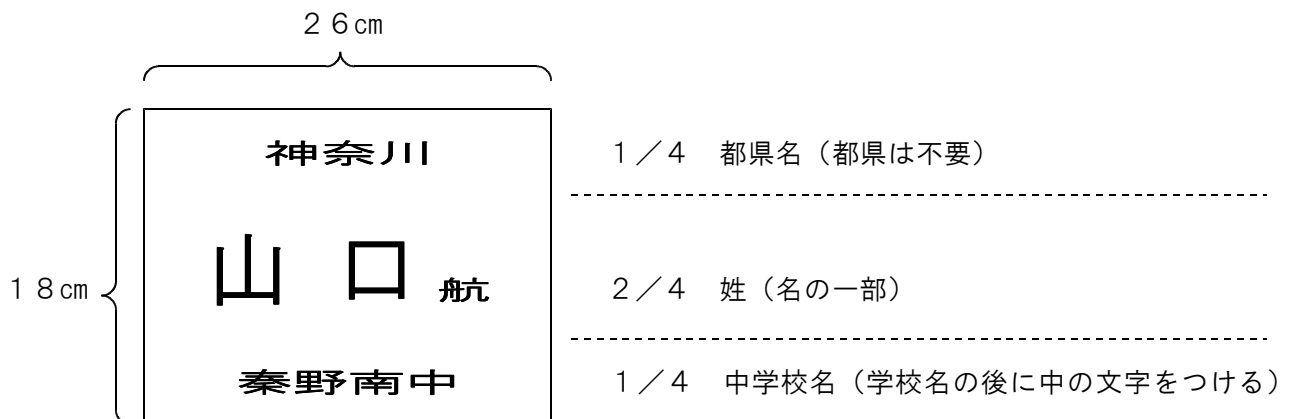 ２６㎝
神奈川
１／４　都県名（都県は不要）
１８㎝
山　口 航
２／４　姓（名の一部）
秦野南中
１／４　中学校名（学校名の後に中の文字をつける）